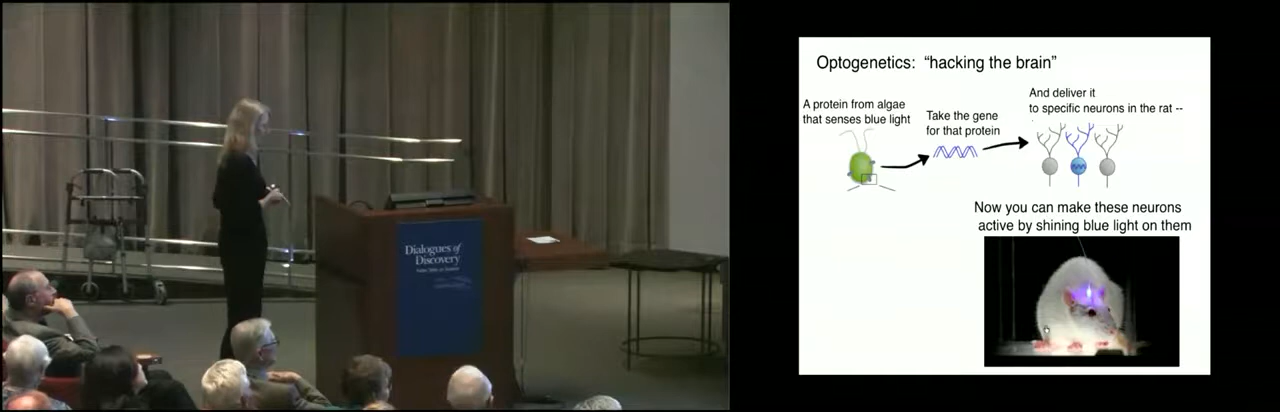 Dialogues of
Discovery
Optogenetics: “hacking the brain”
A protein from algae
that senses blue light
Take the gene
for that protein
And deliver it
to specific neurons in the rat --
Now you can make these neurons
active by shining blue light on them